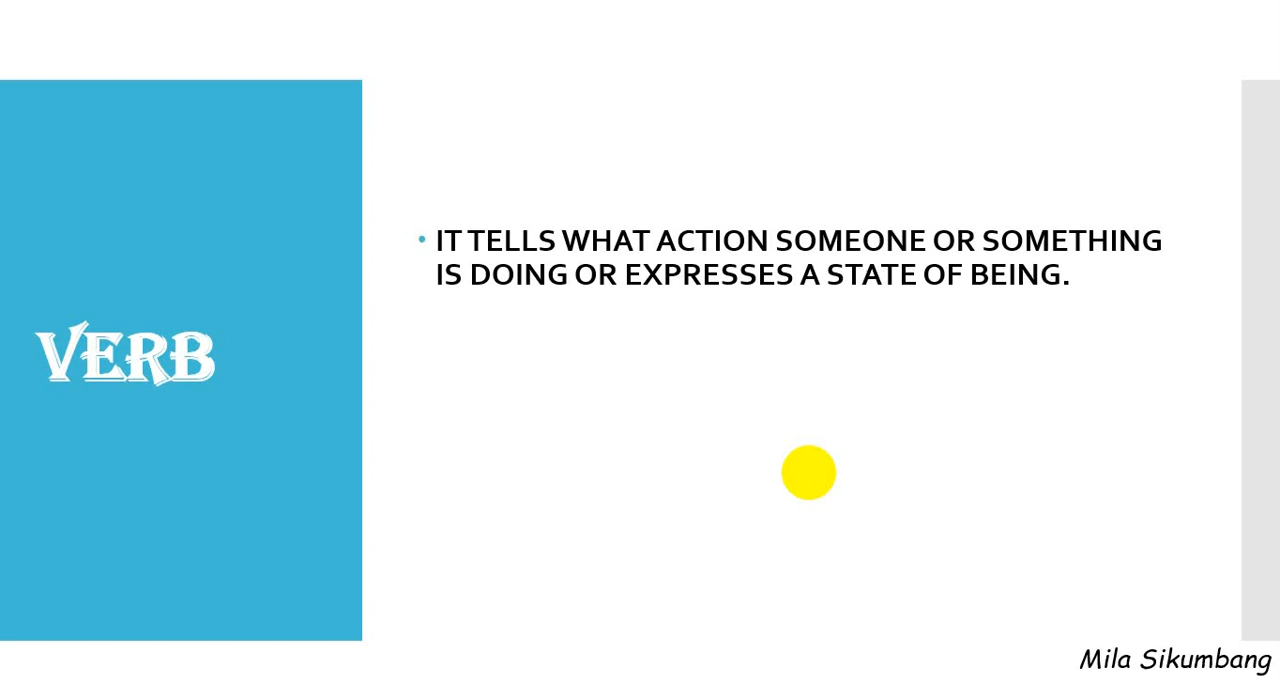 VERB
• IT TELLS WHAT ACTION SOMEONE OR SOMETHING
IS DOING OR EXPRESSES A STATE OF BEING.
Mila Sikumbang